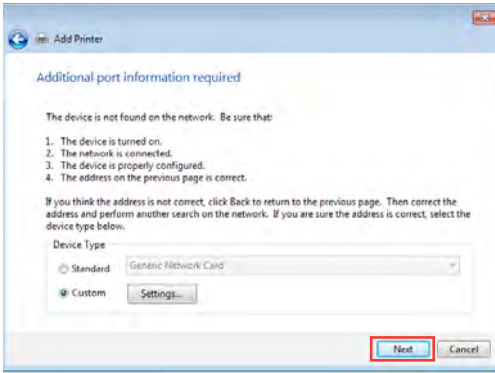 Add Printer
Additional port information required
The device is not found on the network. Be sure that:
1. The device is turned on.
2. The network is connected.
3. The device is properly configured.
4. The address on the previous page is correct.
If you think the address is not correct, click Back to return to the previous page. Then correct the
address and perform another search on the network. If you are sure the address is correct, select the
device type below.
Device Type
Standard Generic Network Card
Custom Settings...
Next Cancel